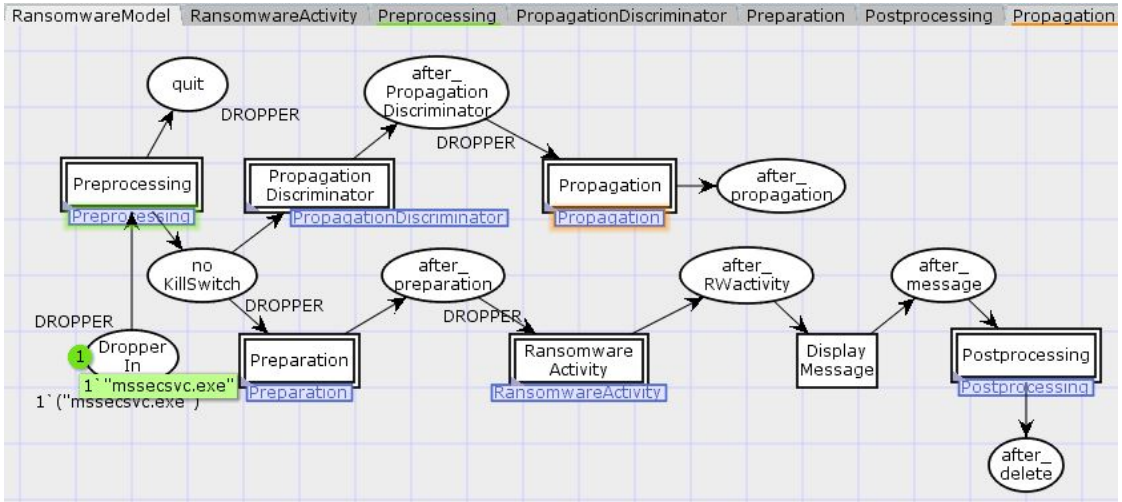 RansomwareModel RansomwareActivity Preprocessing PropagationDiscriminator Preparation Postprocessing Propagation
quit
DROPPER
after_
Propagation
Discriminator
DROPPER
Preprocessing
Preprocessing
Propagation
Discriminator
PropagationDiscriminator
Propagation
Propagation
after_
propagation
no
KillSwitch
DROPPER
after_
preparation
DROPPER
after_
RWactivity
after_
message
DROPPER
Dropper
In
1
1`"mssecsvc.exe"
1`("mssecsvc.exe")
Preparation
Preparation
Ransomware
Activity
RansomwareActivity
Display
Message
Postprocessing
Postprocessing
after_
delete